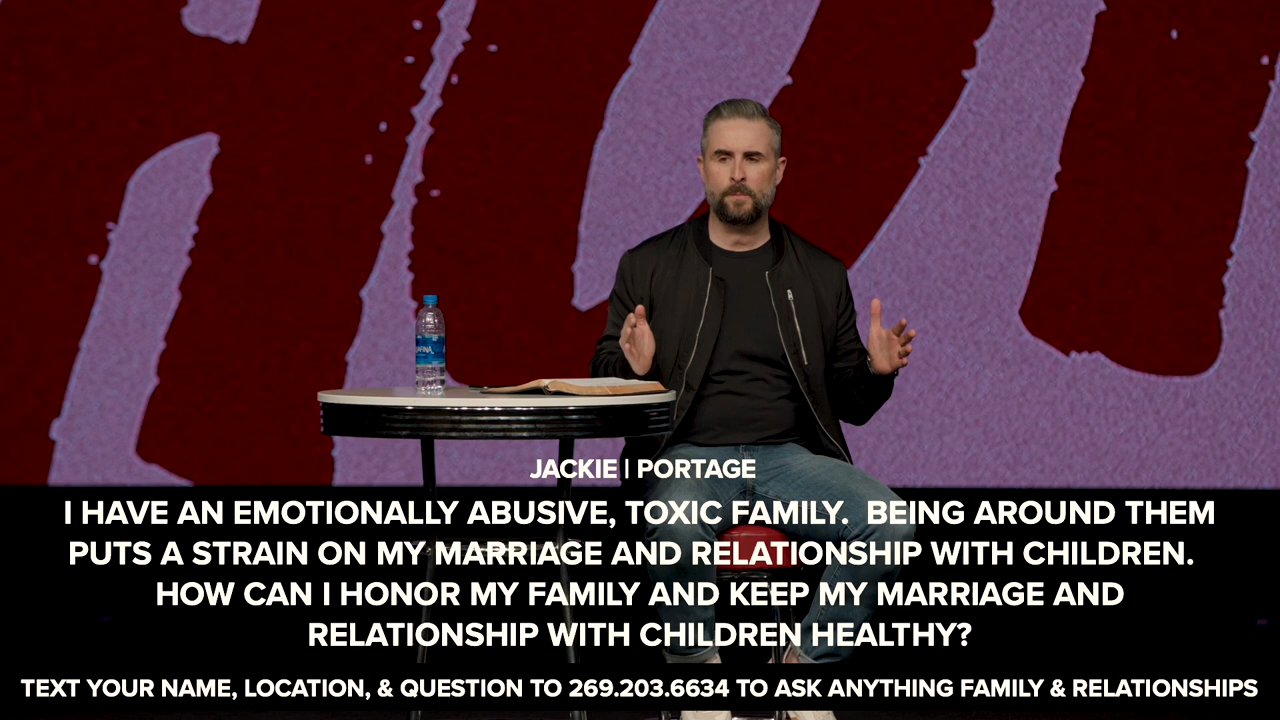 JACKIE | PORTAGE
I HAVE AN EMOTIONALLY ABUSIVE, TOXIC FAMILY. BEING AROUND THEM
PUTS A STRAIN ON MY MARRIAGE AND RELATIONSHIP WITH CHILDREN.
HOW CAN I HONOR MY FAMILY AND KEEP MY MARRIAGE AND
RELATIONSHIP WITH CHILDREN HEALTHY?
TEXT YOUR NAME, LOCATION, & QUESTION TO 269.203.6634 TO ASK ANYTHING FAMILY & RELATIONSHIPS